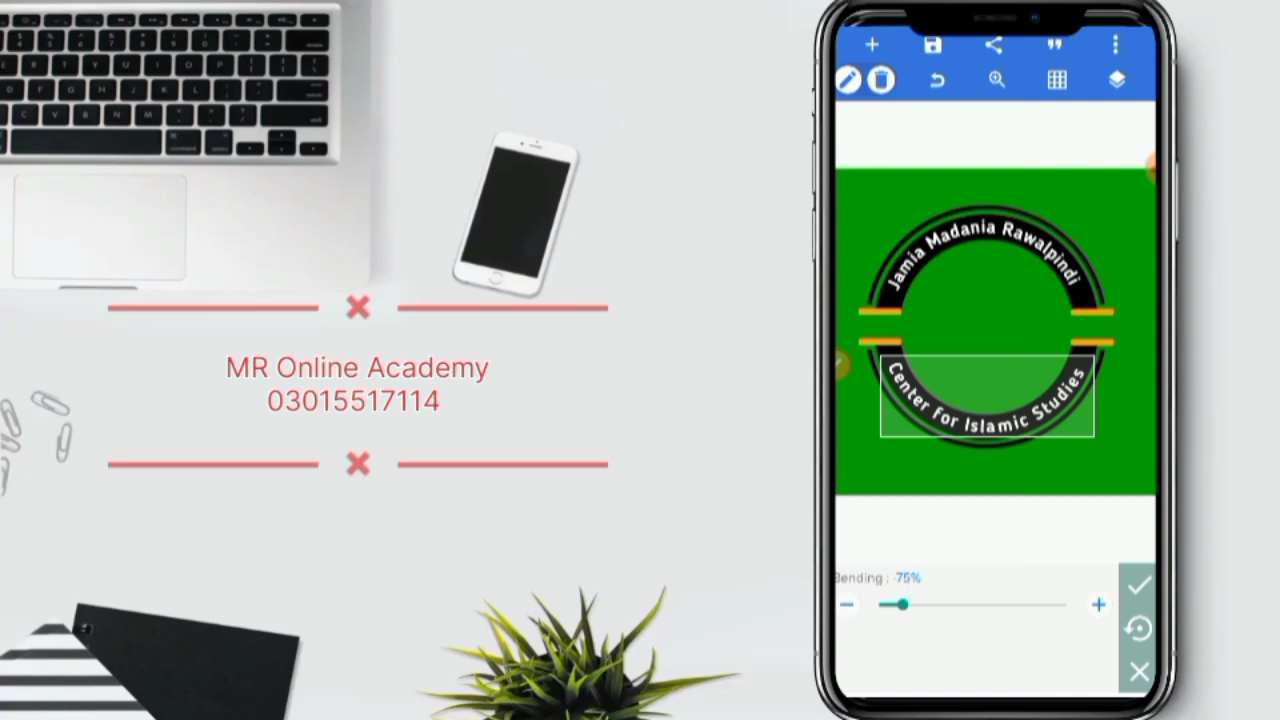 MR Online Academy
03015517114
Jamia Madania Rawalpindi
Center for Islamic Studies
Bending : -75%